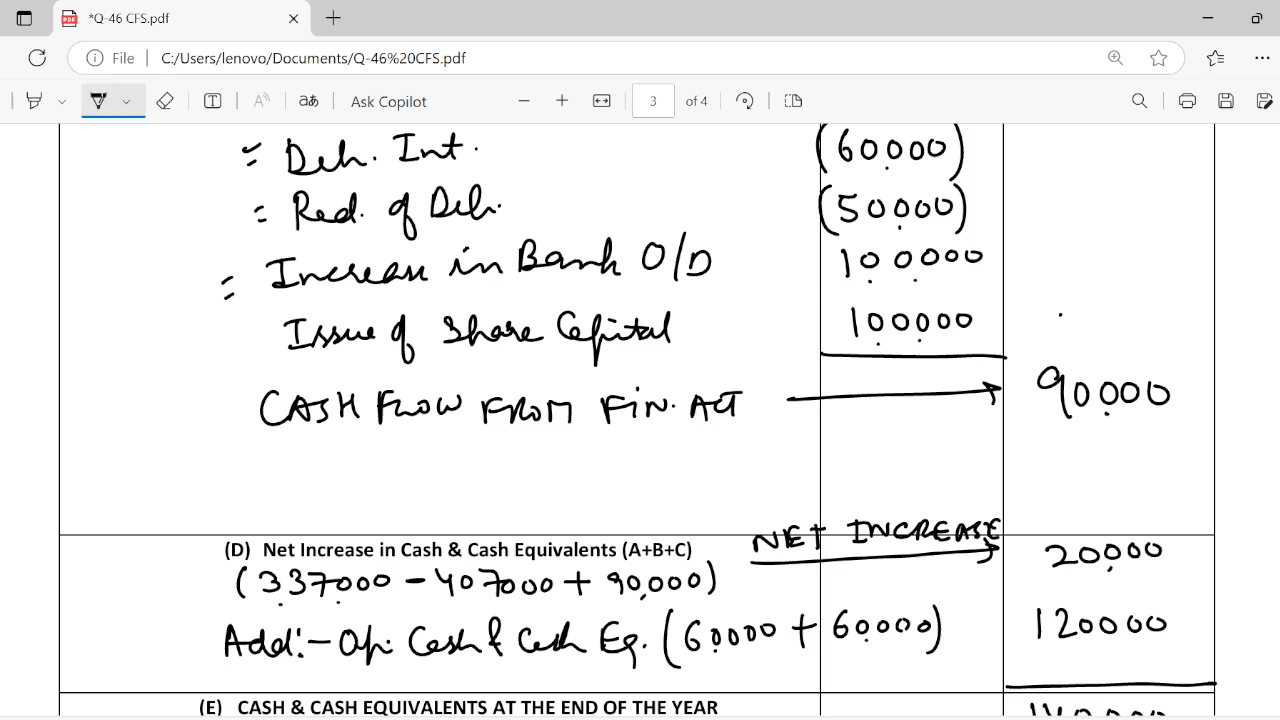 *Q-46 CFS.pdf
File C:/Users/lenovo/Documents/Q-46%20CFS.pdf
Ask Copilot 3 of 4
= Deb. Int. (60000)
= Red. of Deb. (50000)
= Increase in Bank O/D 100000
Issue of Share Capital 100000
CASH FLOW FROM FIN. ACT 90000
NET INCREASE
(D) Net Increase in Cash & Cash Equivalents (A+B+C) 20000
(337000 - 407000 + 90,000)
Add:- Op. Cash & Cash Eq. (60000 + 60000) 120000
(E) CASH & CASH EQUIVALENTS AT THE END OF THE YEAR